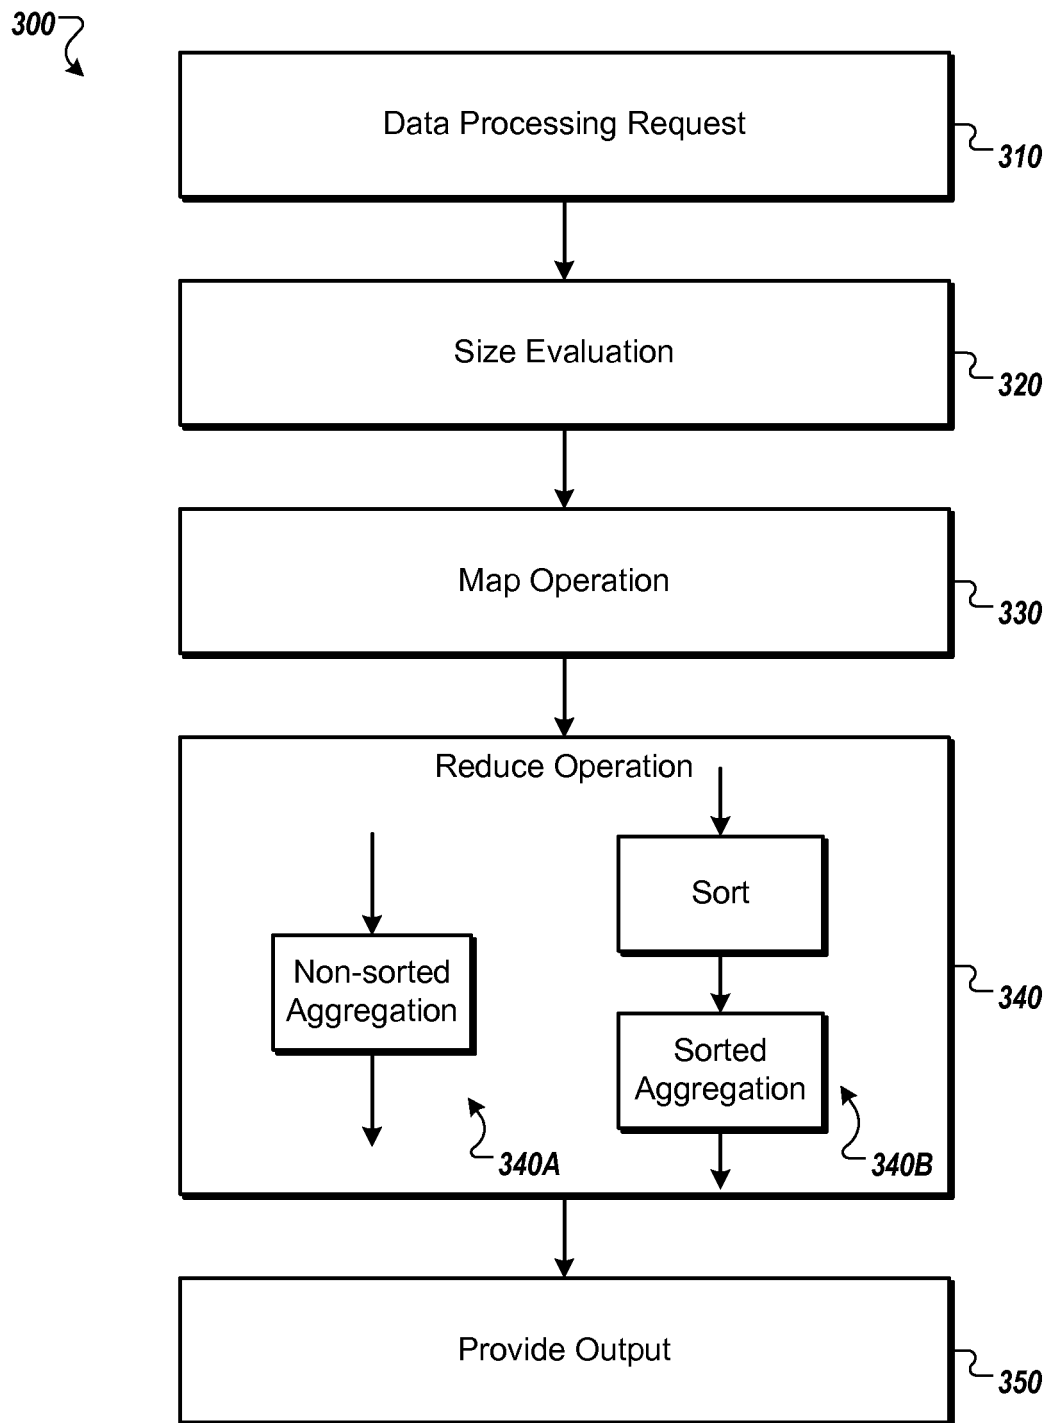 300
Data Processing Request
310
Size Evaluation
320
Map Operation
330
Reduce Operation
Sort
Non-sorted
Aggregation
340
Sorted
Aggregation
340A
340B
Provide Output
350